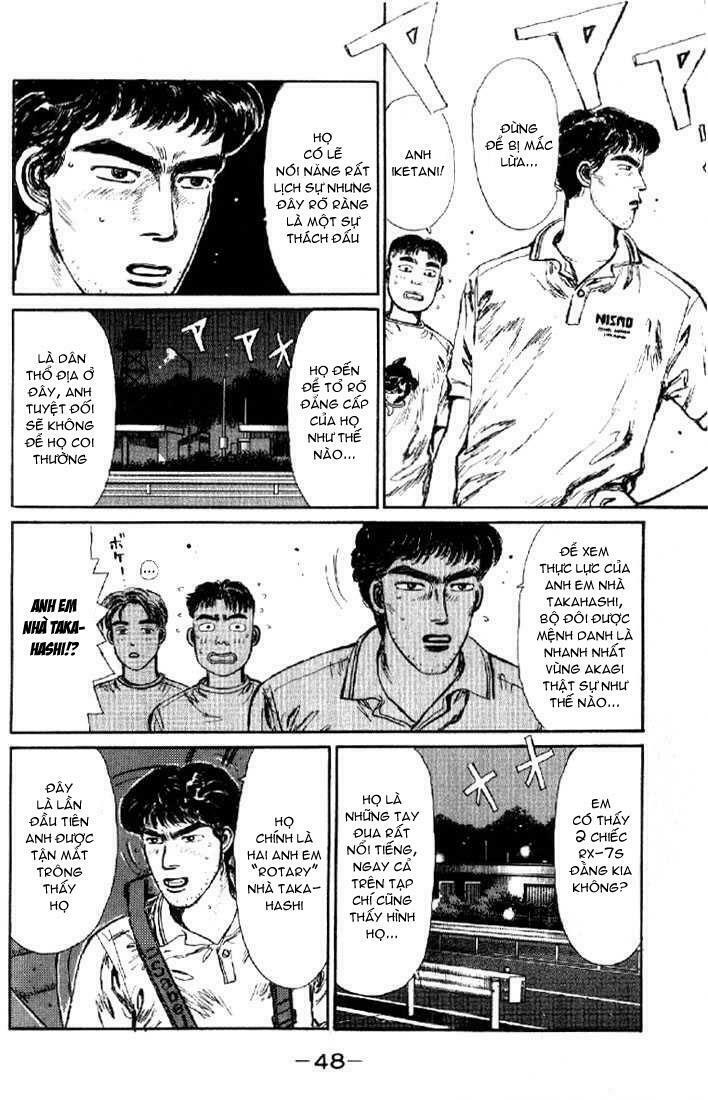 ĐỪNG
ĐỂ BỊ MẮC
LỪA...
ANH
IKETANI!
NISMO
HỌ
CÓ LẼ
NÓI NĂNG RẤT
LỊCH SỰ NHƯNG
ĐÂY RÕ RÀNG
LÀ MỘT SỰ
THÁCH ĐẤU
HỌ ĐẾN
ĐỂ TỎ RÕ
ĐẲNG CẤP
CỦA HỌ
NHƯ THẾ
NÀO...
LÀ DÂN
THỔ ĐỊA Ở
ĐÂY, ANH
TUYỆT ĐỐI
SẼ KHÔNG
ĐỂ HỌ COI
THƯỜNG
ĐỂ XEM
THỰC LỰC CỦA
ANH EM NHÀ
TAKAHASHI,
BỘ ĐÔI ĐƯỢC
MỆNH DANH LÀ
NHANH NHẤT
VÙNG AKAGI
THẬT SỰ NHƯ
THẾ NÀO...
...
ボケー
ANH EM
NHÀ TAKA-
HASHI!?
EM
CÓ THẤY
2 CHIẾC
RX-7S
ĐẰNG KIA
KHÔNG?
HỌ LÀ
NHỮNG TAY
ĐUA RẤT
NỔI TIẾNG,
NGAY CẢ
TRÊN TẠP
CHÍ CŨNG
THẤY HÌNH
HỌ...
HỌ
CHÍNH LÀ
HAI ANH EM
"ROTARY"
NHÀ TAKA-
HASHI
ĐÂY
LÀ LẦN
ĐẦU TIÊN
ANH ĐƯỢC
TẬN MẮT
TRÔNG
THẤY
HỌ
-48-